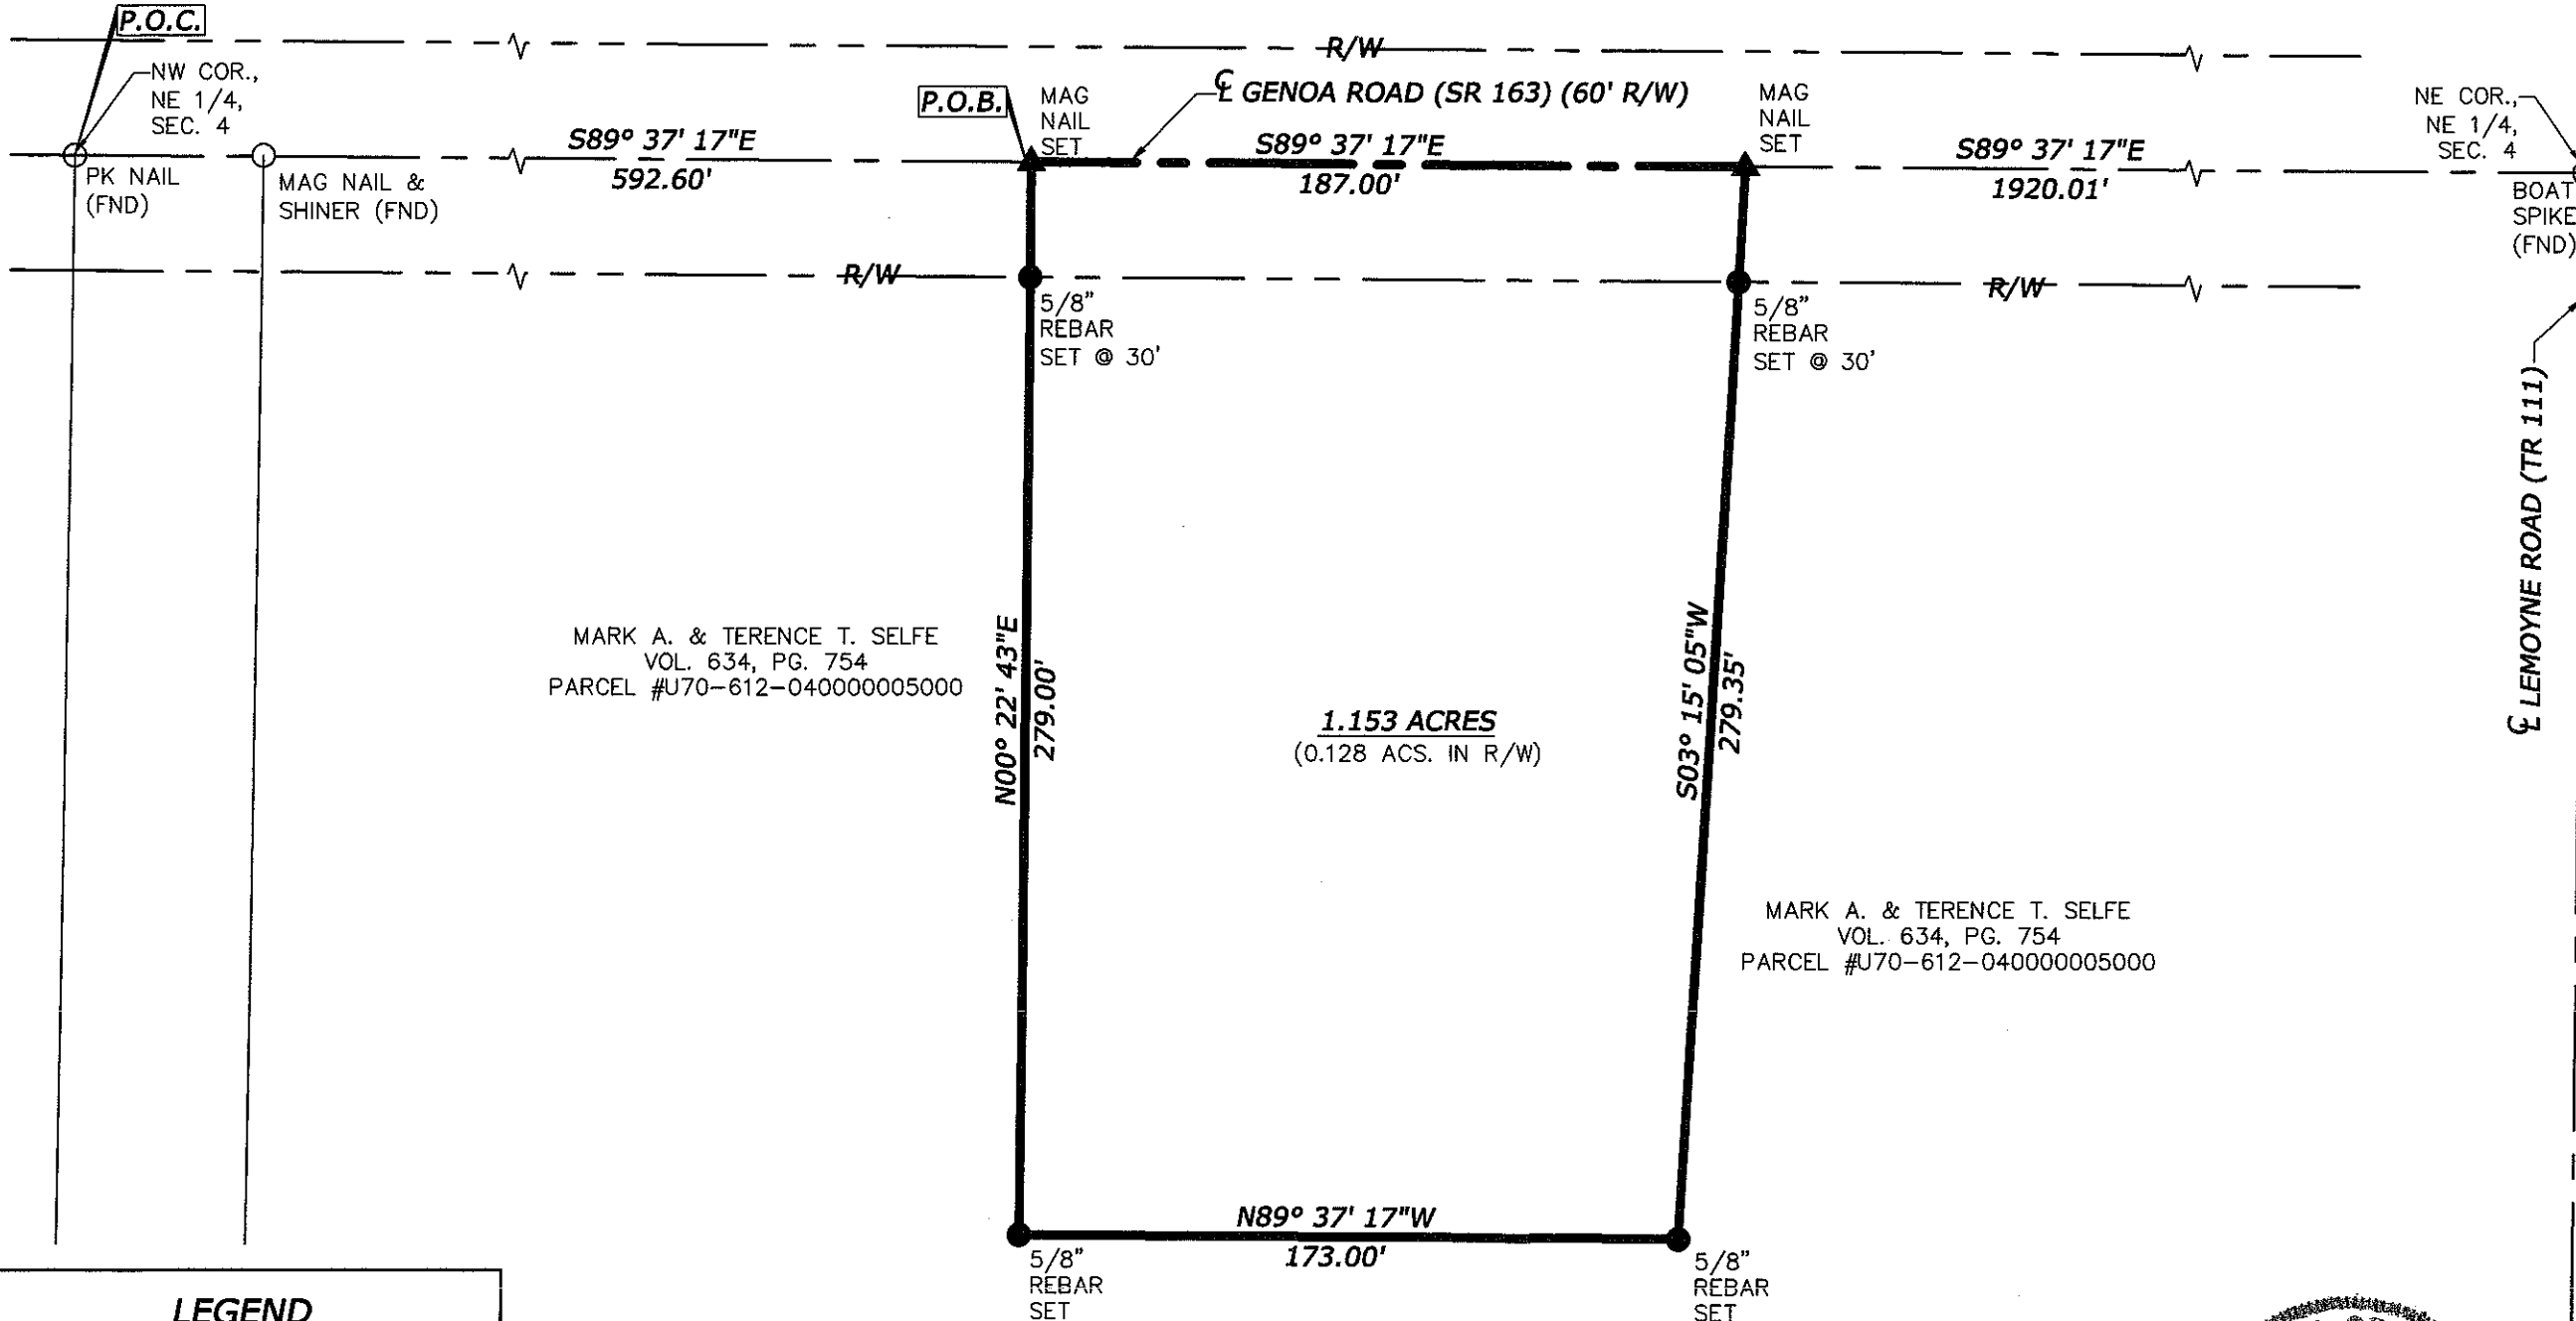 P.O.C.
R/W
NW COR.,
NE 1/4,
SEC. 4
P.O.B.
MAG
NAIL
SET
℄ GENOA ROAD (SR 163) (60' R/W)
MAG
NAIL
SET
NE COR.,
NE 1/4,
SEC. 4
S89° 37' 17"E
592.60'
S89° 37' 17"E
187.00'
S89° 37' 17"E
1920.01'
PK NAIL
(FND)
MAG NAIL &
SHINER (FND)
BOAT
SPIKE
(FND)
R/W
R/W
5/8"
REBAR
SET @ 30'
5/8"
REBAR
SET @ 30'
℄ LEMOYNE ROAD (TR 111)
MARK A. & TERENCE T. SELFE
VOL. 634, PG. 754
PARCEL #U70-612-040000005000
N00° 22' 43"E
279.00'
1.153 ACRES
(0.128 ACS. IN R/W)
S03° 15' 05"W
279.35'
MARK A. & TERENCE T. SELFE
VOL. 634, PG. 754
PARCEL #U70-612-040000005000
N89° 37' 17"W
173.00'
5/8"
REBAR
SET
5/8"
REBAR
SET
LEGEND